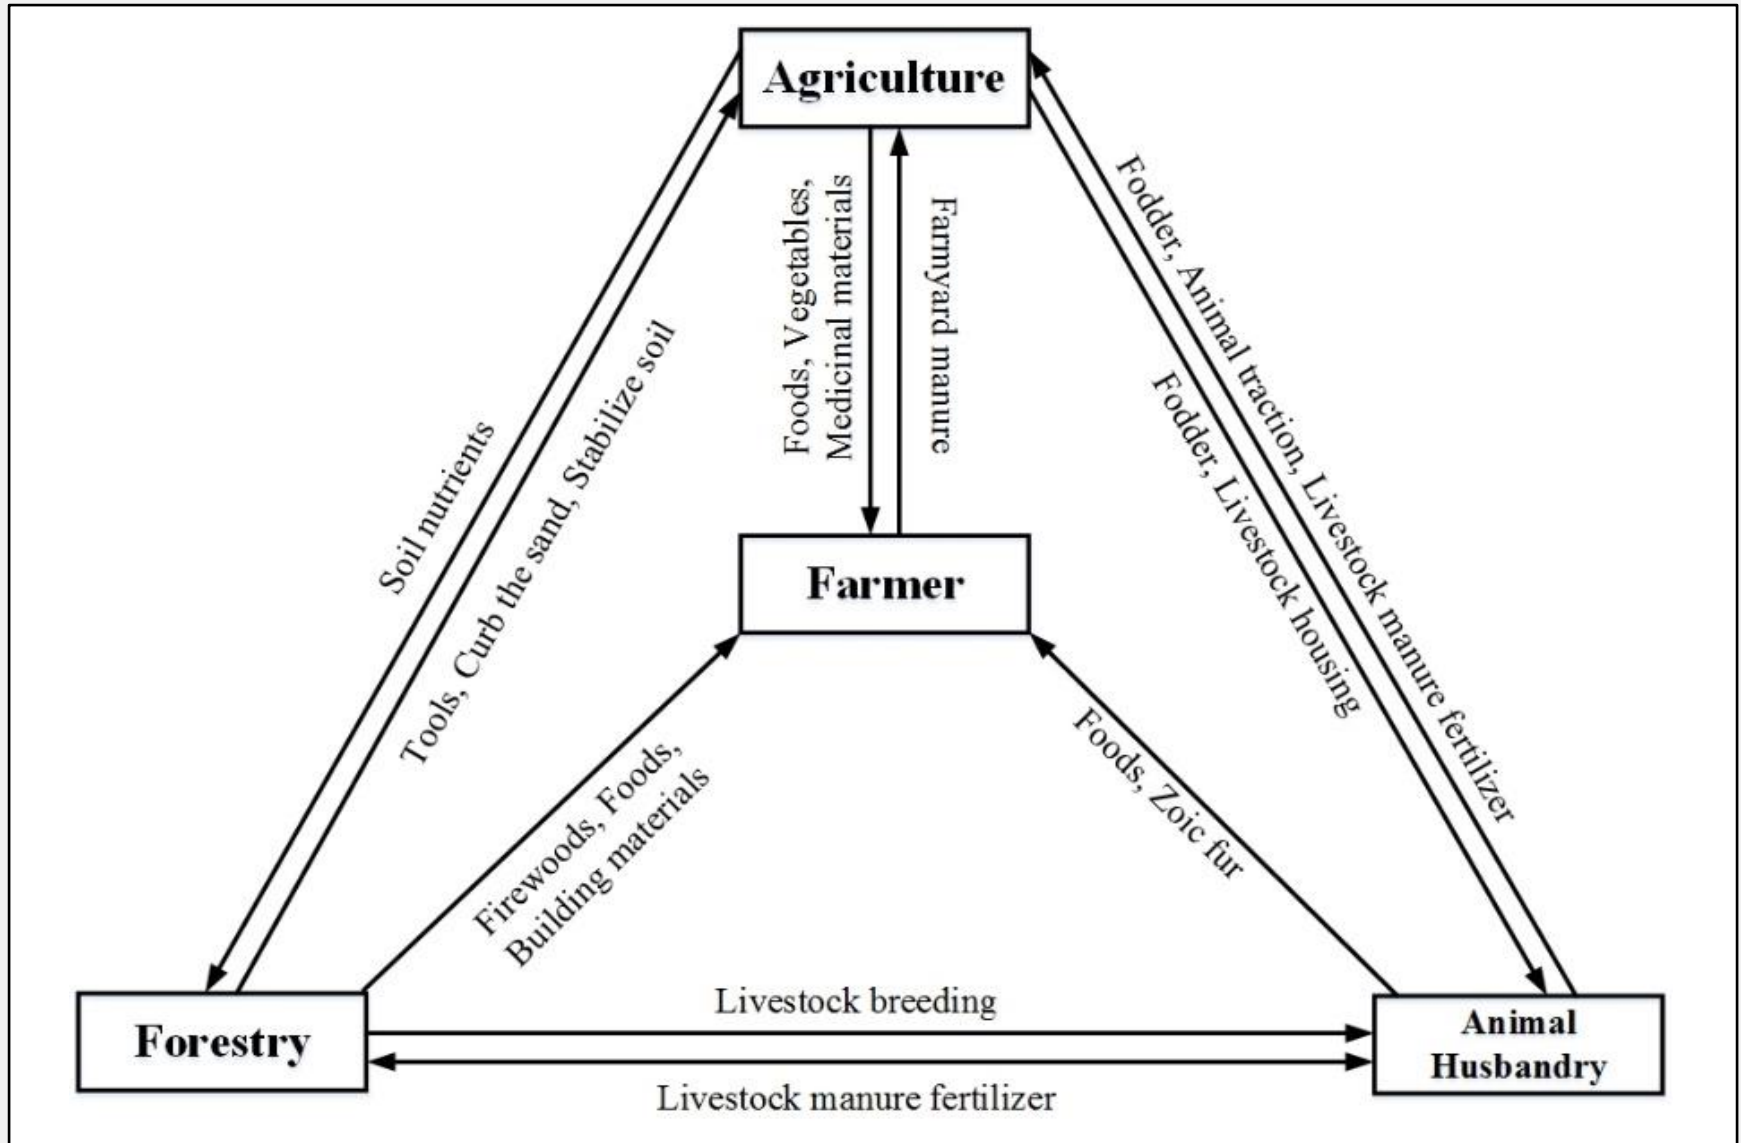 Agriculture
Foods, Vegetables,
Medicinal materials
Farmyard manure
Fodder, Animal traction, Livestock manure fertilizer
Fodder, Livestock housing
Soil nutrients
Tools, Curb the sand, Stabilize soil
Farmer
Firewoods, Foods,
Building materials
Foods, Zoic fur
Forestry
Livestock breeding
Livestock manure fertilizer
Animal
Husbandry